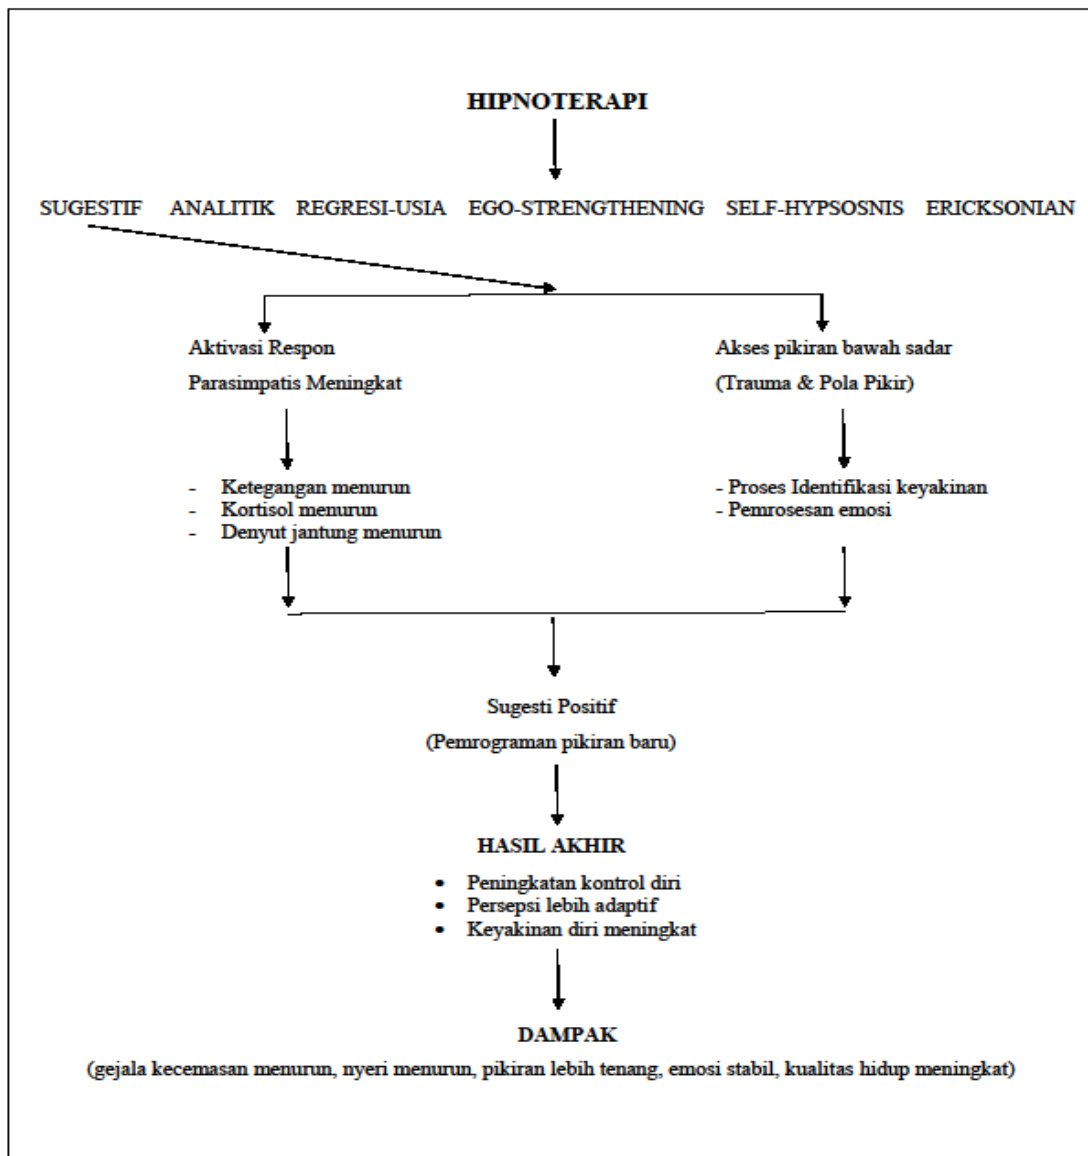 HIPNOTERAPI
SUGESTIF ANALITIK REGRESI-USIA EGO-STRENGTHENING SELF-HYPSOSNIS ERICKSONIAN
Aktivasi Respon
Parasimpatis Meningkat
Akses pikiran bawah sadar
(Trauma & Pola Pikir)
- Ketegangan menurun
- Kortisol menurun
- Denyut jantung menurun
- Proses Identifikasi keyakinan
- Pemrosesan emosi
Sugesti Positif
(Pemrograman pikiran baru)
HASIL AKHIR
• Peningkatan kontrol diri
• Persepsi lebih adaptif
• Keyakinan diri meningkat
DAMPAK
(gejala kecemasan menurun, nyeri menurun, pikiran lebih tenang, emosi stabil, kualitas hidup meningkat)